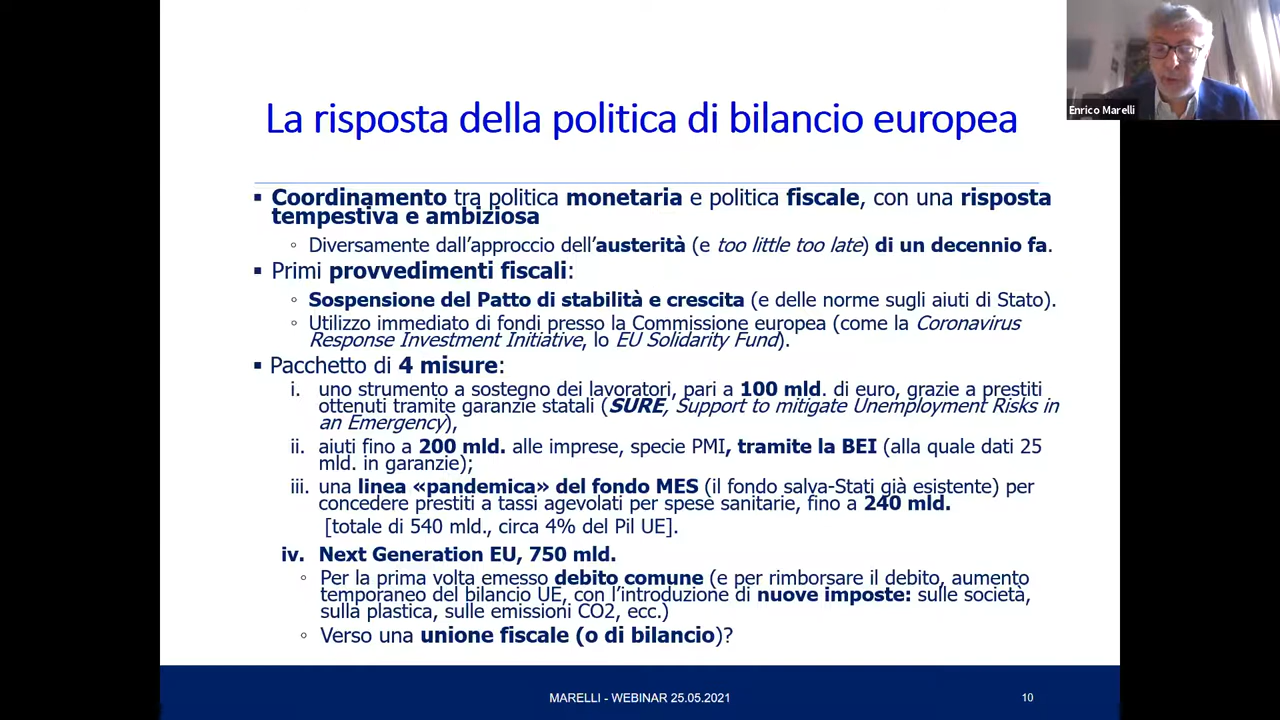 Enrico Marelli
La risposta della politica di bilancio europea
▪ Coordinamento tra politica monetaria e politica fiscale, con una risposta
tempestiva e ambiziosa
◦ Diversamente dall'approccio dell'austerità (e too little too late) di un decennio fa.
▪ Primi provvedimenti fiscali:
◦ Sospensione del Patto di stabilità e crescita (e delle norme sugli aiuti di Stato).
◦ Utilizzo immediato di fondi presso la Commissione europea (come la Coronavirus
Response Investment Initiative, lo EU Solidarity Fund).
▪ Pacchetto di 4 misure:
i. uno strumento a sostegno dei lavoratori, pari a 100 mld. di euro, grazie a prestiti
ottenuti tramite garanzie statali (SURE, Support to mitigate Unemployment Risks in
an Emergency),
ii. aiuti fino a 200 mld. alle imprese, specie PMI, tramite la BEI (alla quale dati 25
mld. in garanzie);
iii. una linea «pandemica» del fondo MES (il fondo salva-Stati già esistente) per
concedere prestiti a tassi agevolati per spese sanitarie, fino a 240 mld.
[totale di 540 mld., circa 4% del Pil UE].
iv. Next Generation EU, 750 mld.
◦ Per la prima volta emesso debito comune (e per rimborsare il debito, aumento
temporaneo del bilancio UE, con l'introduzione di nuove imposte: sulle società,
sulla plastica, sulle emissioni CO2, ecc.)
◦ Verso una unione fiscale (o di bilancio)?
MARELLI - WEBINAR 25.05.2021
10